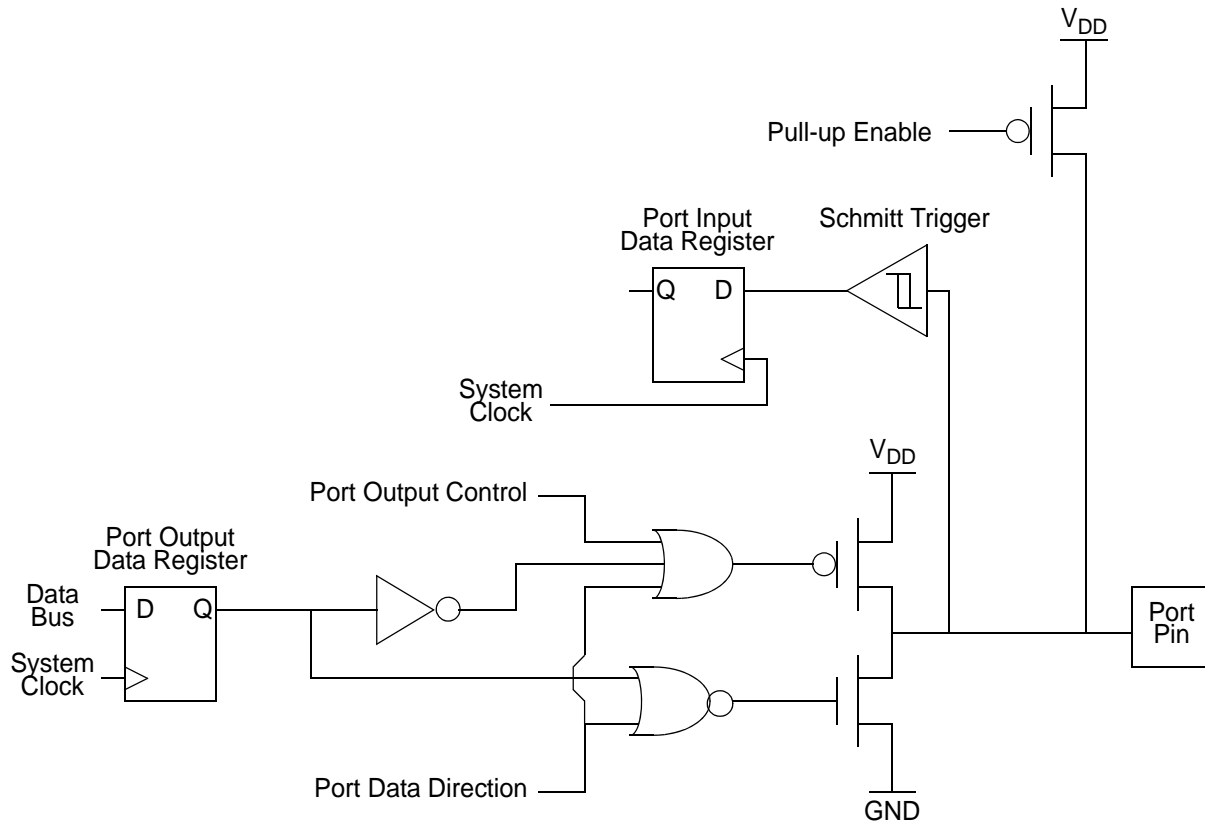 VDD
Pull-up Enable
Port Input
Data Register
Schmitt Trigger
Q D
System
Clock
VDD
Port Output Control
Port Output
Data Register
Data
Bus
D Q
System
Clock
Port
Pin
Port Data Direction
GND